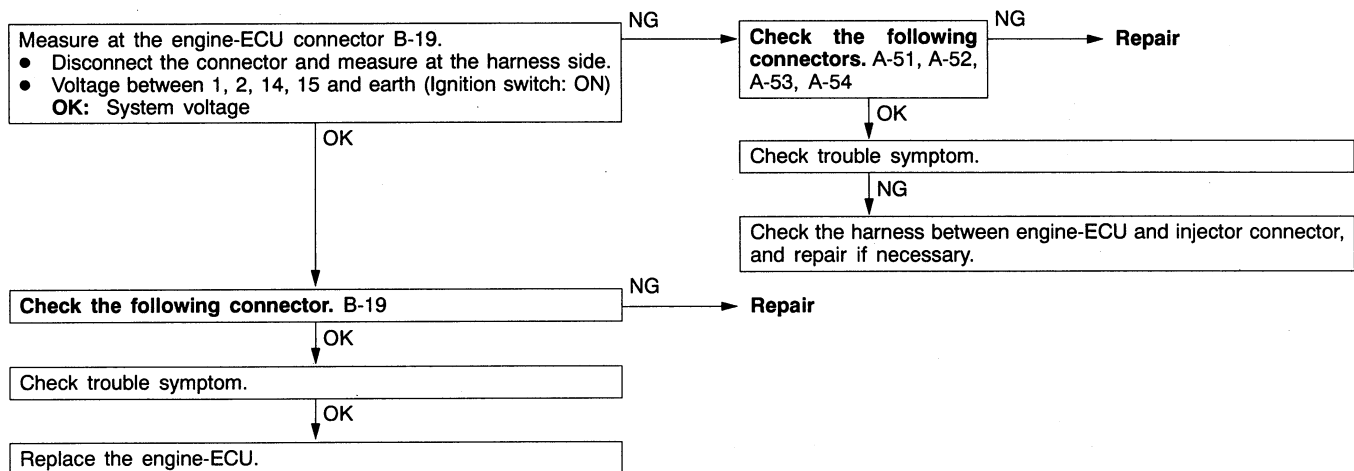 Measure at the engine-ECU connector B-19.
● Disconnect the connector and measure at the harness side.
● Voltage between 1, 2, 14, 15 and earth (Ignition switch: ON)
OK: System voltage
NG
Check the following
connectors. A-51, A-52,
A-53, A-54
NG
Repair
OK
OK
Check trouble symptom.
NG
Check the harness between engine-ECU and injector connector,
and repair if necessary.
Check the following connector. B-19
NG
Repair
OK
Check trouble symptom.
OK
Replace the engine-ECU.